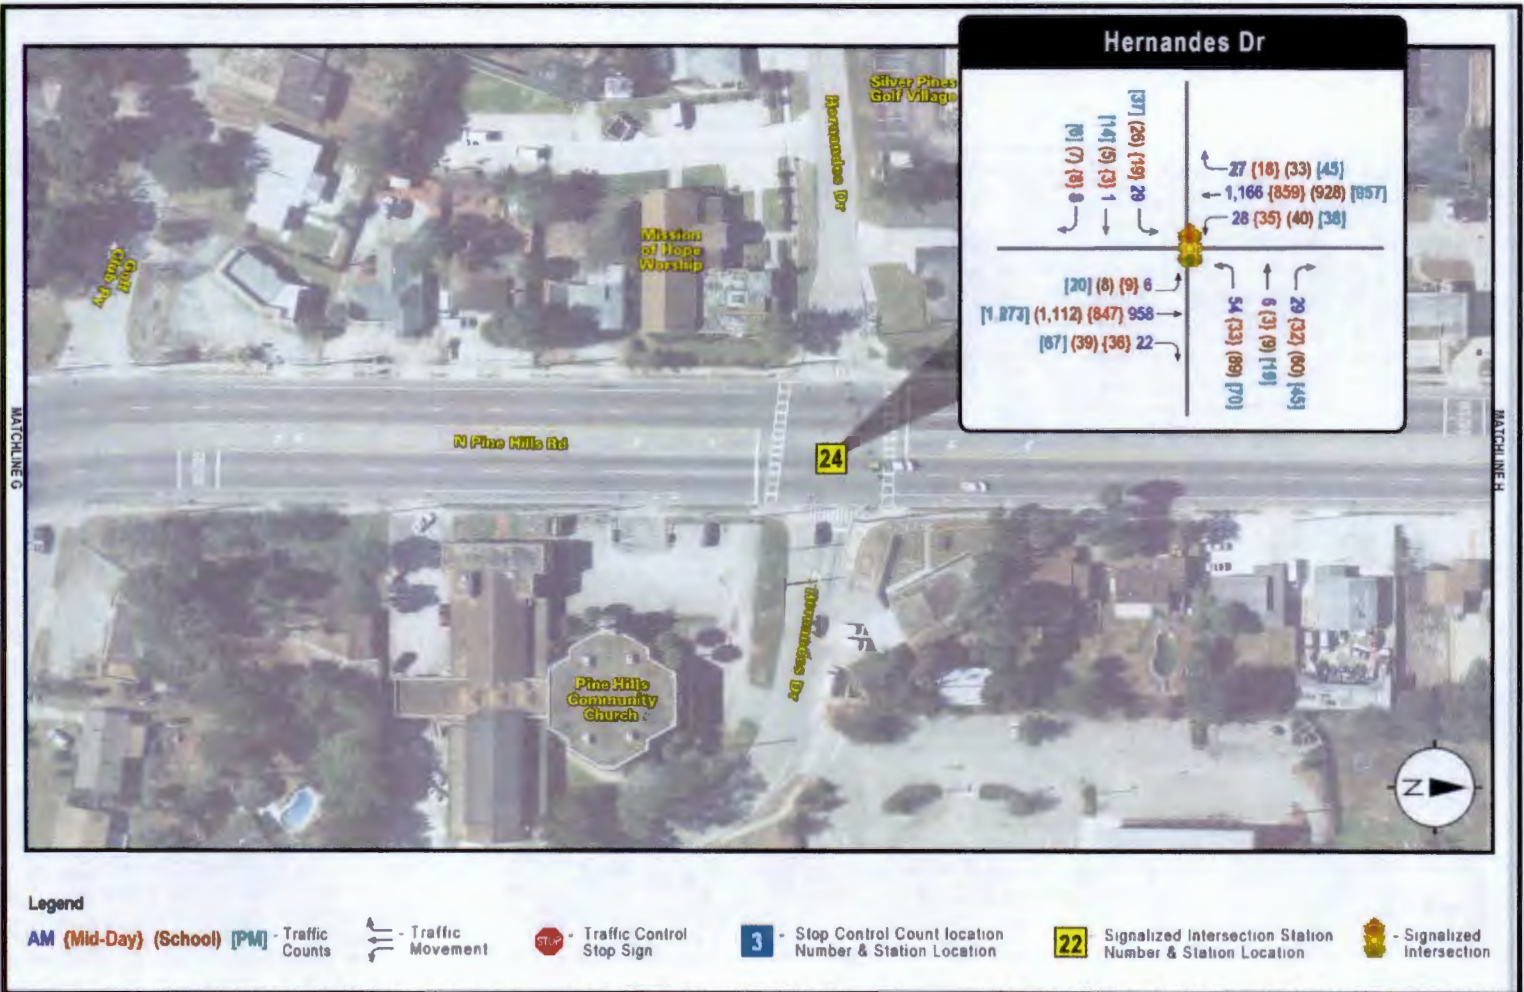 Hernandes Dr
[37] (26) {19} 29
[14] (5) {3} 1
[6] (7) {8} 8
27 {18} (33) [45]
1,166 {859} (928) [857]
28 {35} (40) [38]
[20] (8) {9} 6
(1,112) {847} 958
[67] (39) {36} 22
54 {33} (89) [70]
6 {3} (9) [19]
29 {32} (60) [45]
Silver Pines
Golf Village
Hernandes Dr
Mission
of Hope
Worship
Golf
Club Py
N Pine Hills Rd
24
MATCHLINE G
MATCHLINE H
Hernandes Dr
Pine Hills
Community
Church
N
Legend
AM {Mid-Day} (School) [PM] - Traffic
Counts
- Traffic
Movement
STOP - Traffic Control
Stop Sign
3 - Stop Control Count location
Number & Station Location
22 - Signalized Intersection Station
Number & Station Location
- Signalized
Intersection